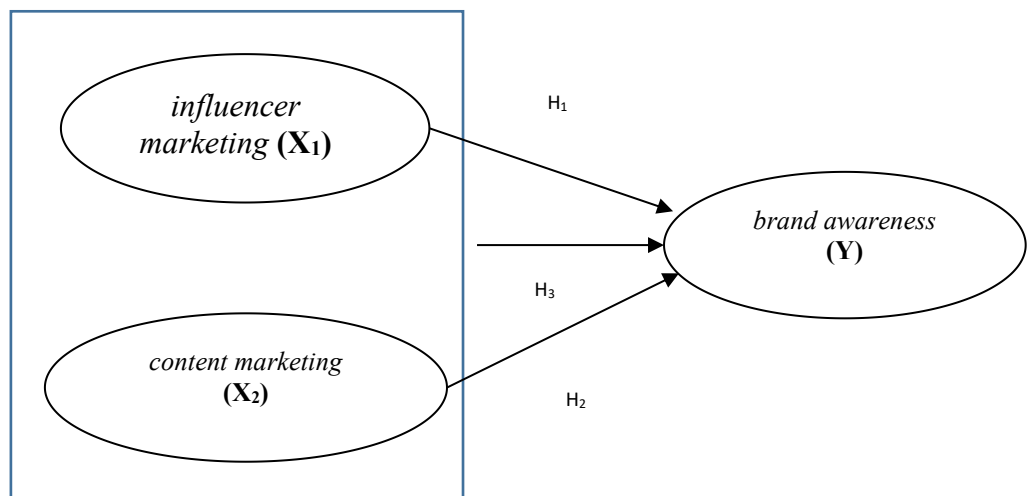 influencer
marketing (X₁)
H₁
brand awareness
(Y)
H₃
content marketing
(X₂)
H₂